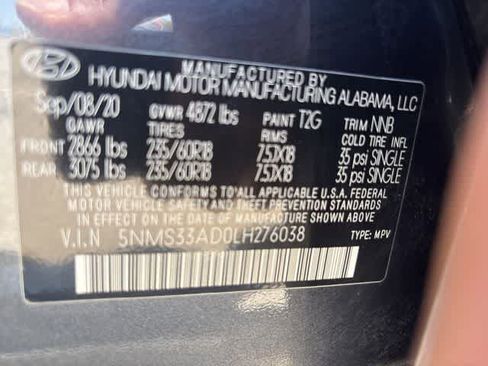 MANUFACTURED BY
HYUNDAI MOTOR MANUFACTURING ALABAMA, LLC
Sep/08/20 GVWR 4872 lbs PAINT T2G TRIM NNB
GAWR TIRES RIMS COLD TIRE INFL
FRONT 2866 lbs 235/60R18 7.5JX18 35 psi SINGLE
REAR 3075 lbs 235/60R18 7.5JX18 35 psi SINGLE
THIS VEHICLE CONFORMS TO ALL APPLICABLE U.S.A. FEDERAL
MOTOR VEHICLE SAFETY AND THEFT PREVENTION STANDARDS
IN EFFECT ON THE DATE OF MANUFACTURE SHOWN ABOVE.
V.I.N 5NMS33AD0LH276038 TYPE: MPV